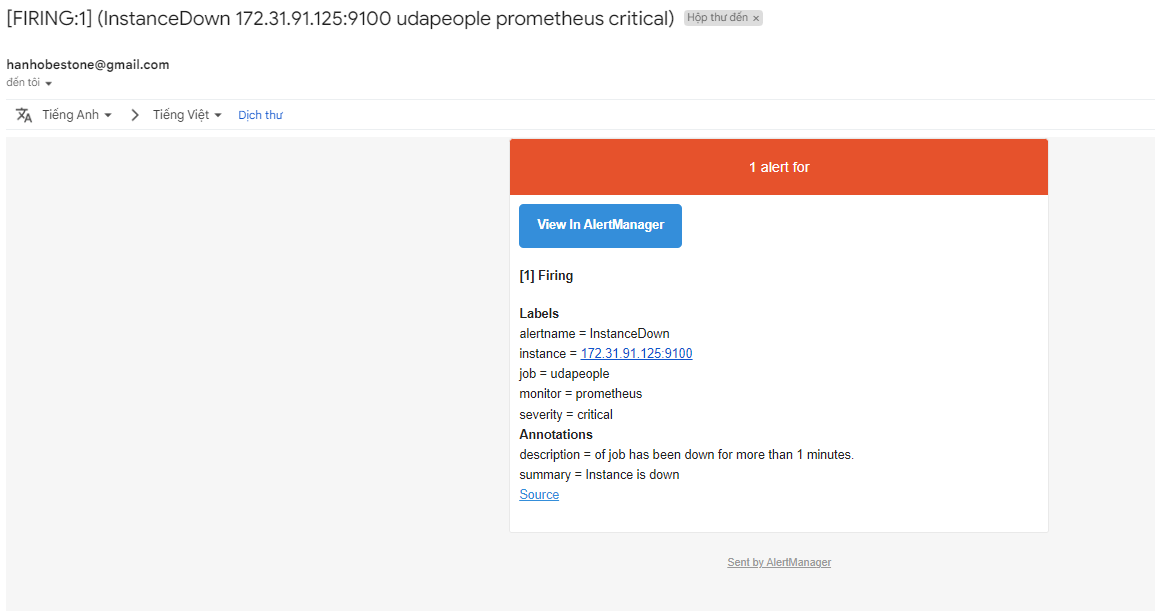 [FIRING:1] (InstanceDown 172.31.91.125:9100 udapeople prometheus critical) Hộp thư đến ×
hanhobestone@gmail.com
đến tôi
Tiếng Anh > Tiếng Việt Dịch thư
1 alert for
View In AlertManager
[1] Firing
Labels
alertname = InstanceDown
instance = 172.31.91.125:9100
job = udapeople
monitor = prometheus
severity = critical
Annotations
description = of job has been down for more than 1 minutes.
summary = Instance is down
Source
Sent by AlertManager